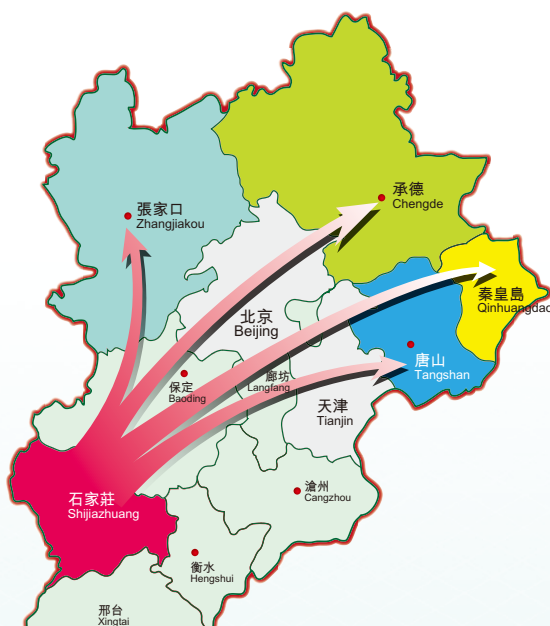 承德
Chengde
張家口
Zhangjiakou
秦皇島
Qinhuangdao
北京
Beijing
唐山
Tangshan
廊坊
Langfang
保定
Baoding
天津
Tianjin
滄州
Cangzhou
石家莊
Shijiazhuang
衡水
Hengshui
邢台
Xingtai